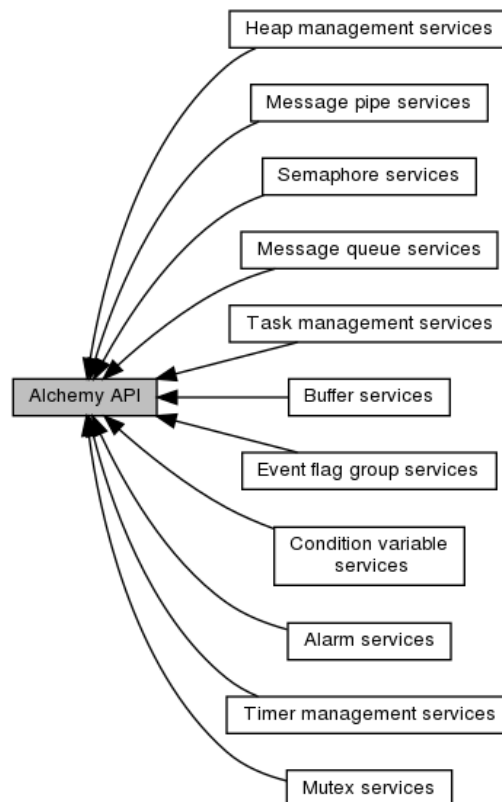 Heap management services
Message pipe services
Semaphore services
Message queue services
Task management services
Alchemy API
Buffer services
Event flag group services
Condition variable
services
Alarm services
Timer management services
Mutex services